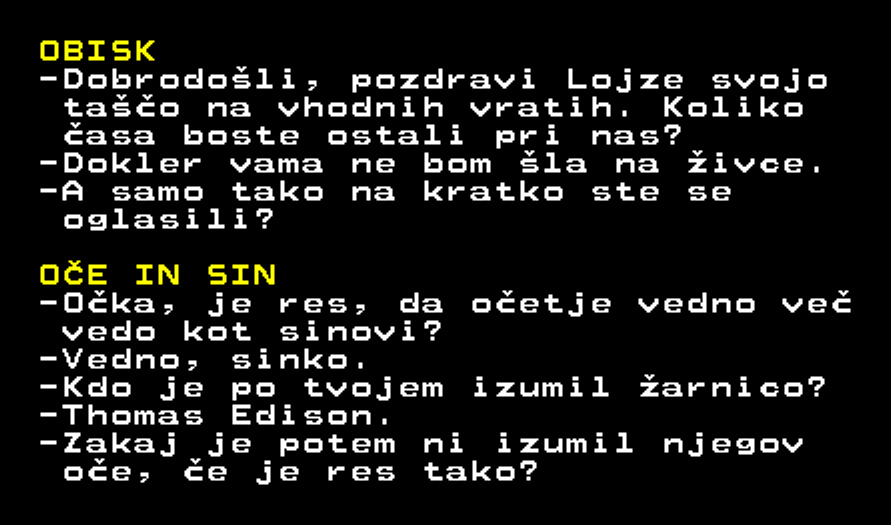 OBISK
-Dobrodošli, pozdravi Lojze svojo
taščo na vhodnih vratih. Koliko
časa boste ostali pri nas?
-Dokler vama ne bom šla na živce.
-A samo tako na kratko ste se
oglasili?
OČE IN SIN
-Očka, je res, da očetje vedno več
vedo kot sinovi?
-Vedno, sinko.
-Kdo je po tvojem izumil žarnico?
-Thomas Edison.
-Zakaj je potem ni izumil njegov
oče, če je res tako?